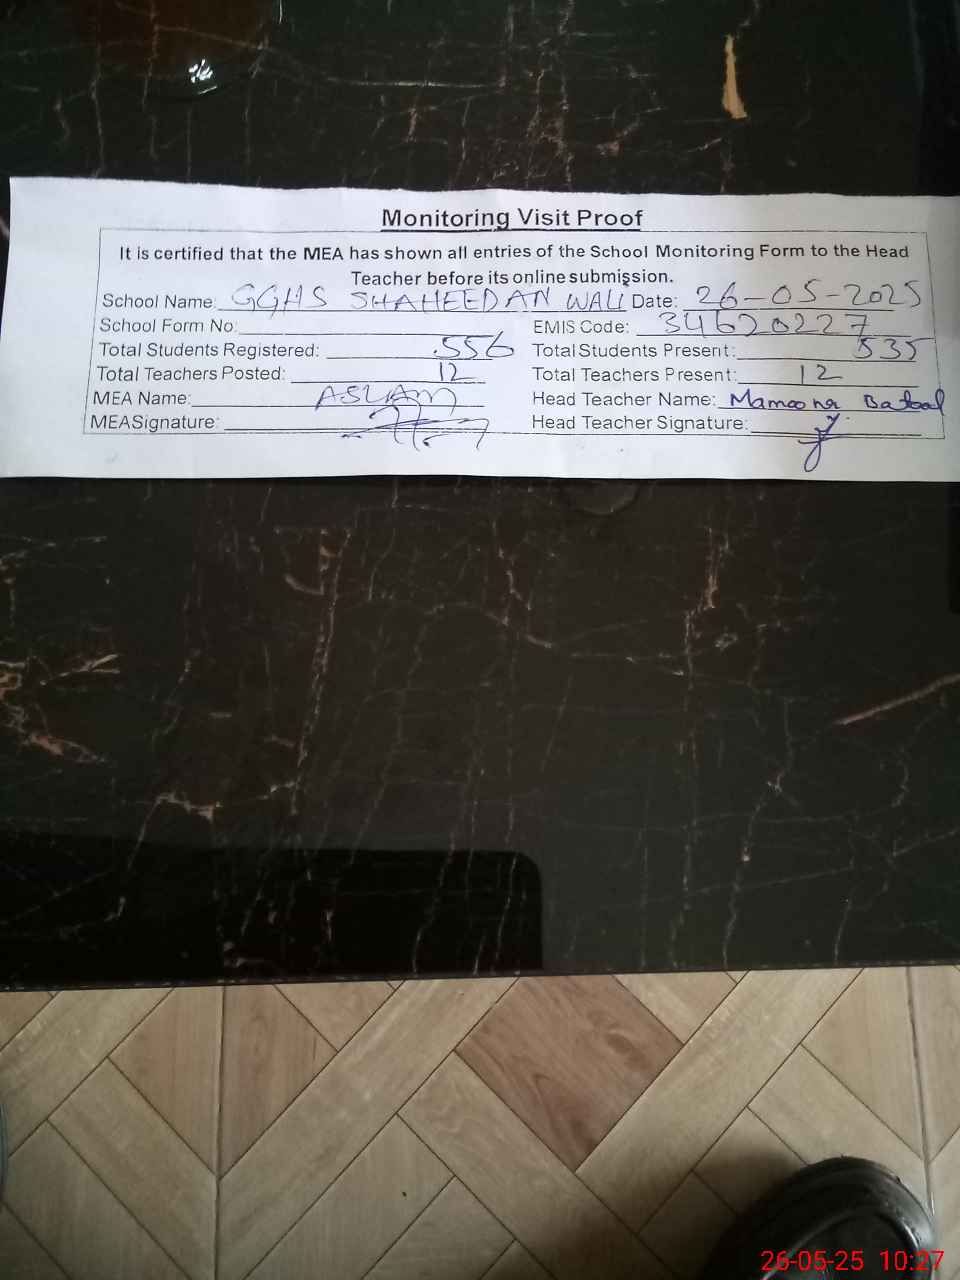 Monitoring Visit Proof
It is certified that the MEA has shown all entries of the School Monitoring Form to the Head
Teacher before its online submission.
School Name: GGHS SHAHEEDAN WALI Date: 26-05-2025
School Form No: EMIS Code: 34620227
Total Students Registered: 556 Total Students Present: 535
Total Teachers Posted: 12 Total Teachers Present: 12
MEA Name: ASLAM Head Teacher Name: Mamoona Batool
MEA Signature: Head Teacher Signature:
26-05-25 10:27